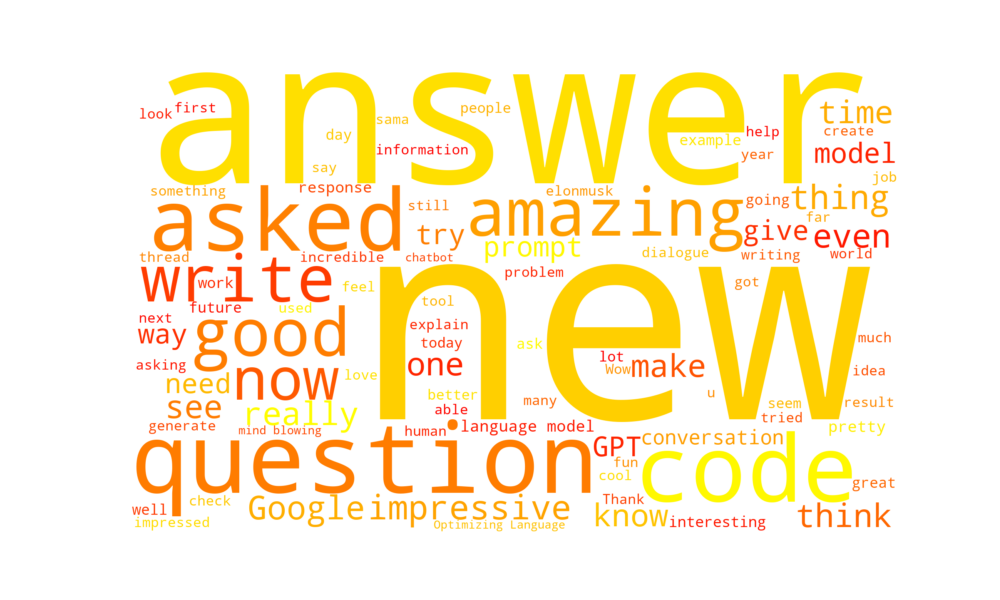 answer
look first
sama
people
time
day
example
help
create
information
year
model
say
job
something
response
elonmusk
asked
still
amazing
going
thing
far
try
prompt
give
even
thread
incredible
chatbot
dialogue
writing
world
write
work
feel
problem
got
new
future
used
tool
next
way
good
explain
ask
much
today
asking
now
one
lot
Wow
make
idea
need
love
see
really
better
many
u
seem
result
able
tried
generate
mind blowing
human
language model
pretty
question
GPT
conversation
fun
code
cool
great
well
check
Google
impressive
Thank
know
interesting
think
impressed
Optimizing Language